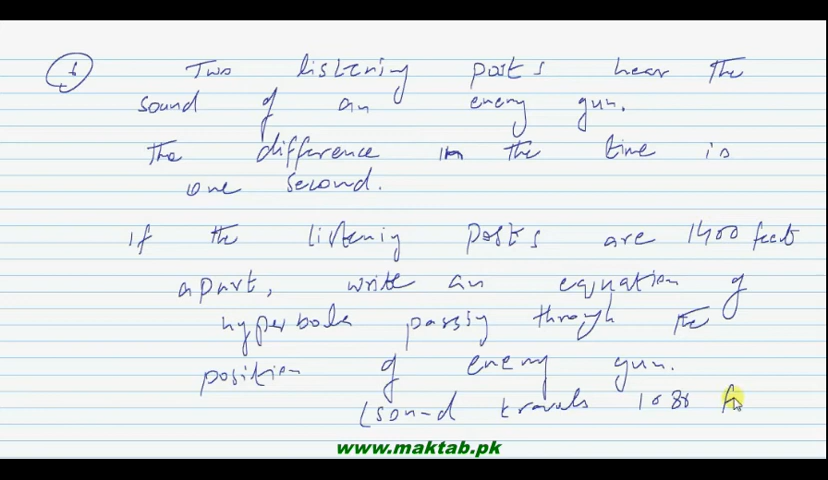 6
Two listening posts hear the
sound of an enemy gun.
The difference in the time is
one second.
If the listening posts are 1400 feet
apart, write an equation of
hyperbola passing through the
position of enemy gun.
(sound travels 1080 f
www.maktab.pk